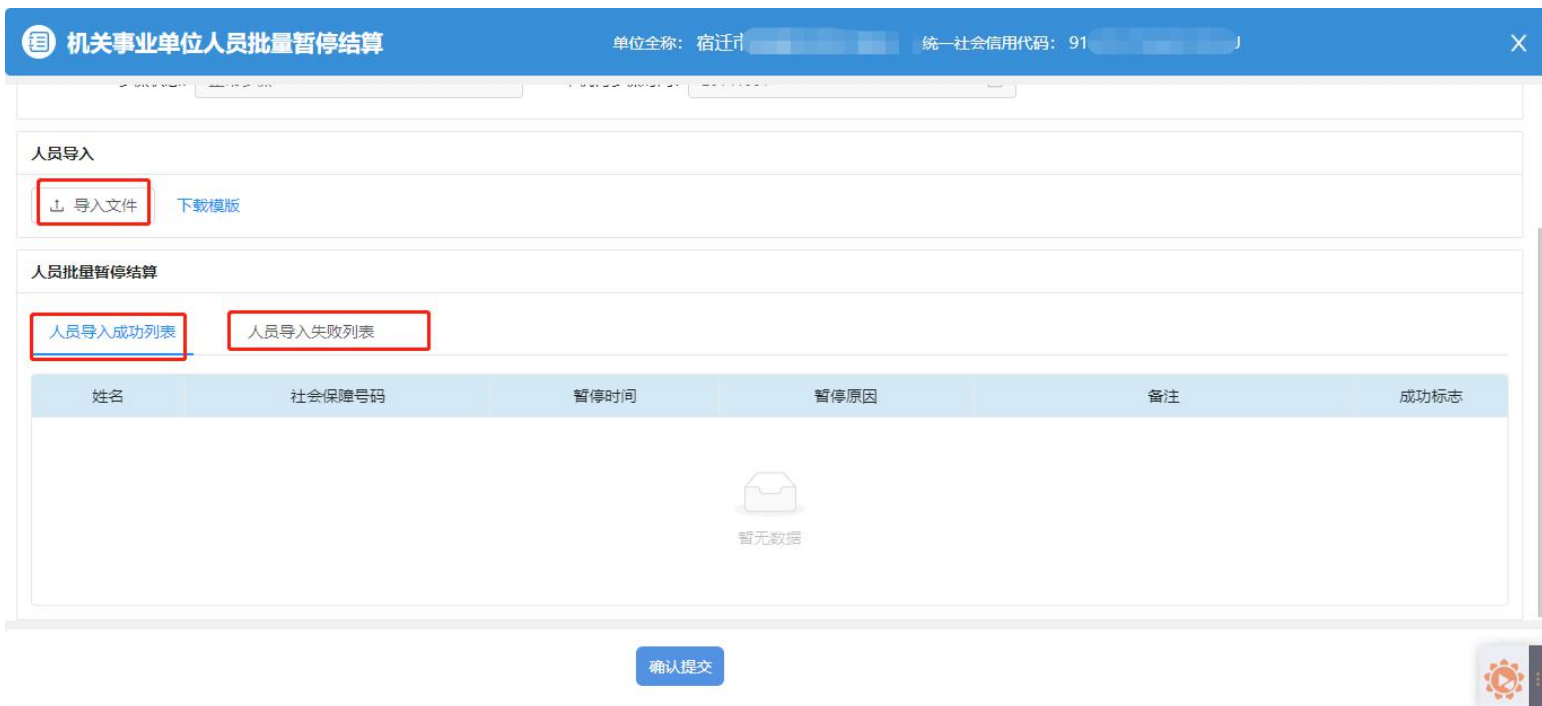 机关事业单位人员批量暂停结算 单位全称：宿迁市 统一社会信用代码：91
人员导入
导入文件 下载模版
人员批量暂停结算
人员导入成功列表 人员导入失败列表
姓名 社会保障号码 暂停时间 暂停原因 备注 成功标志
暂无数据
确认提交